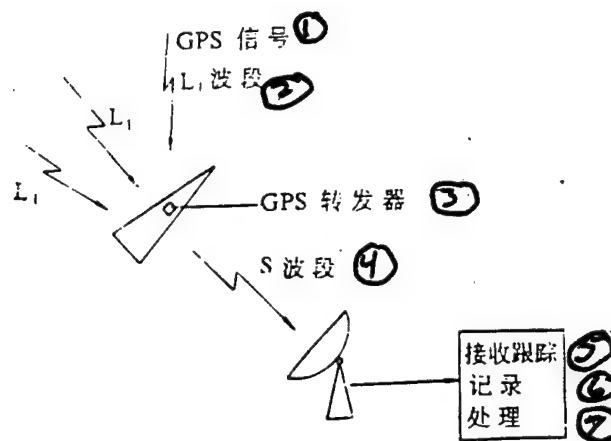 GPS 信号 ①
L₁ 波段 ②
L₁
L₁
GPS 转发器 ③
S 波段 ④
接收跟踪 ⑤
记录 ⑥
处理 ⑦